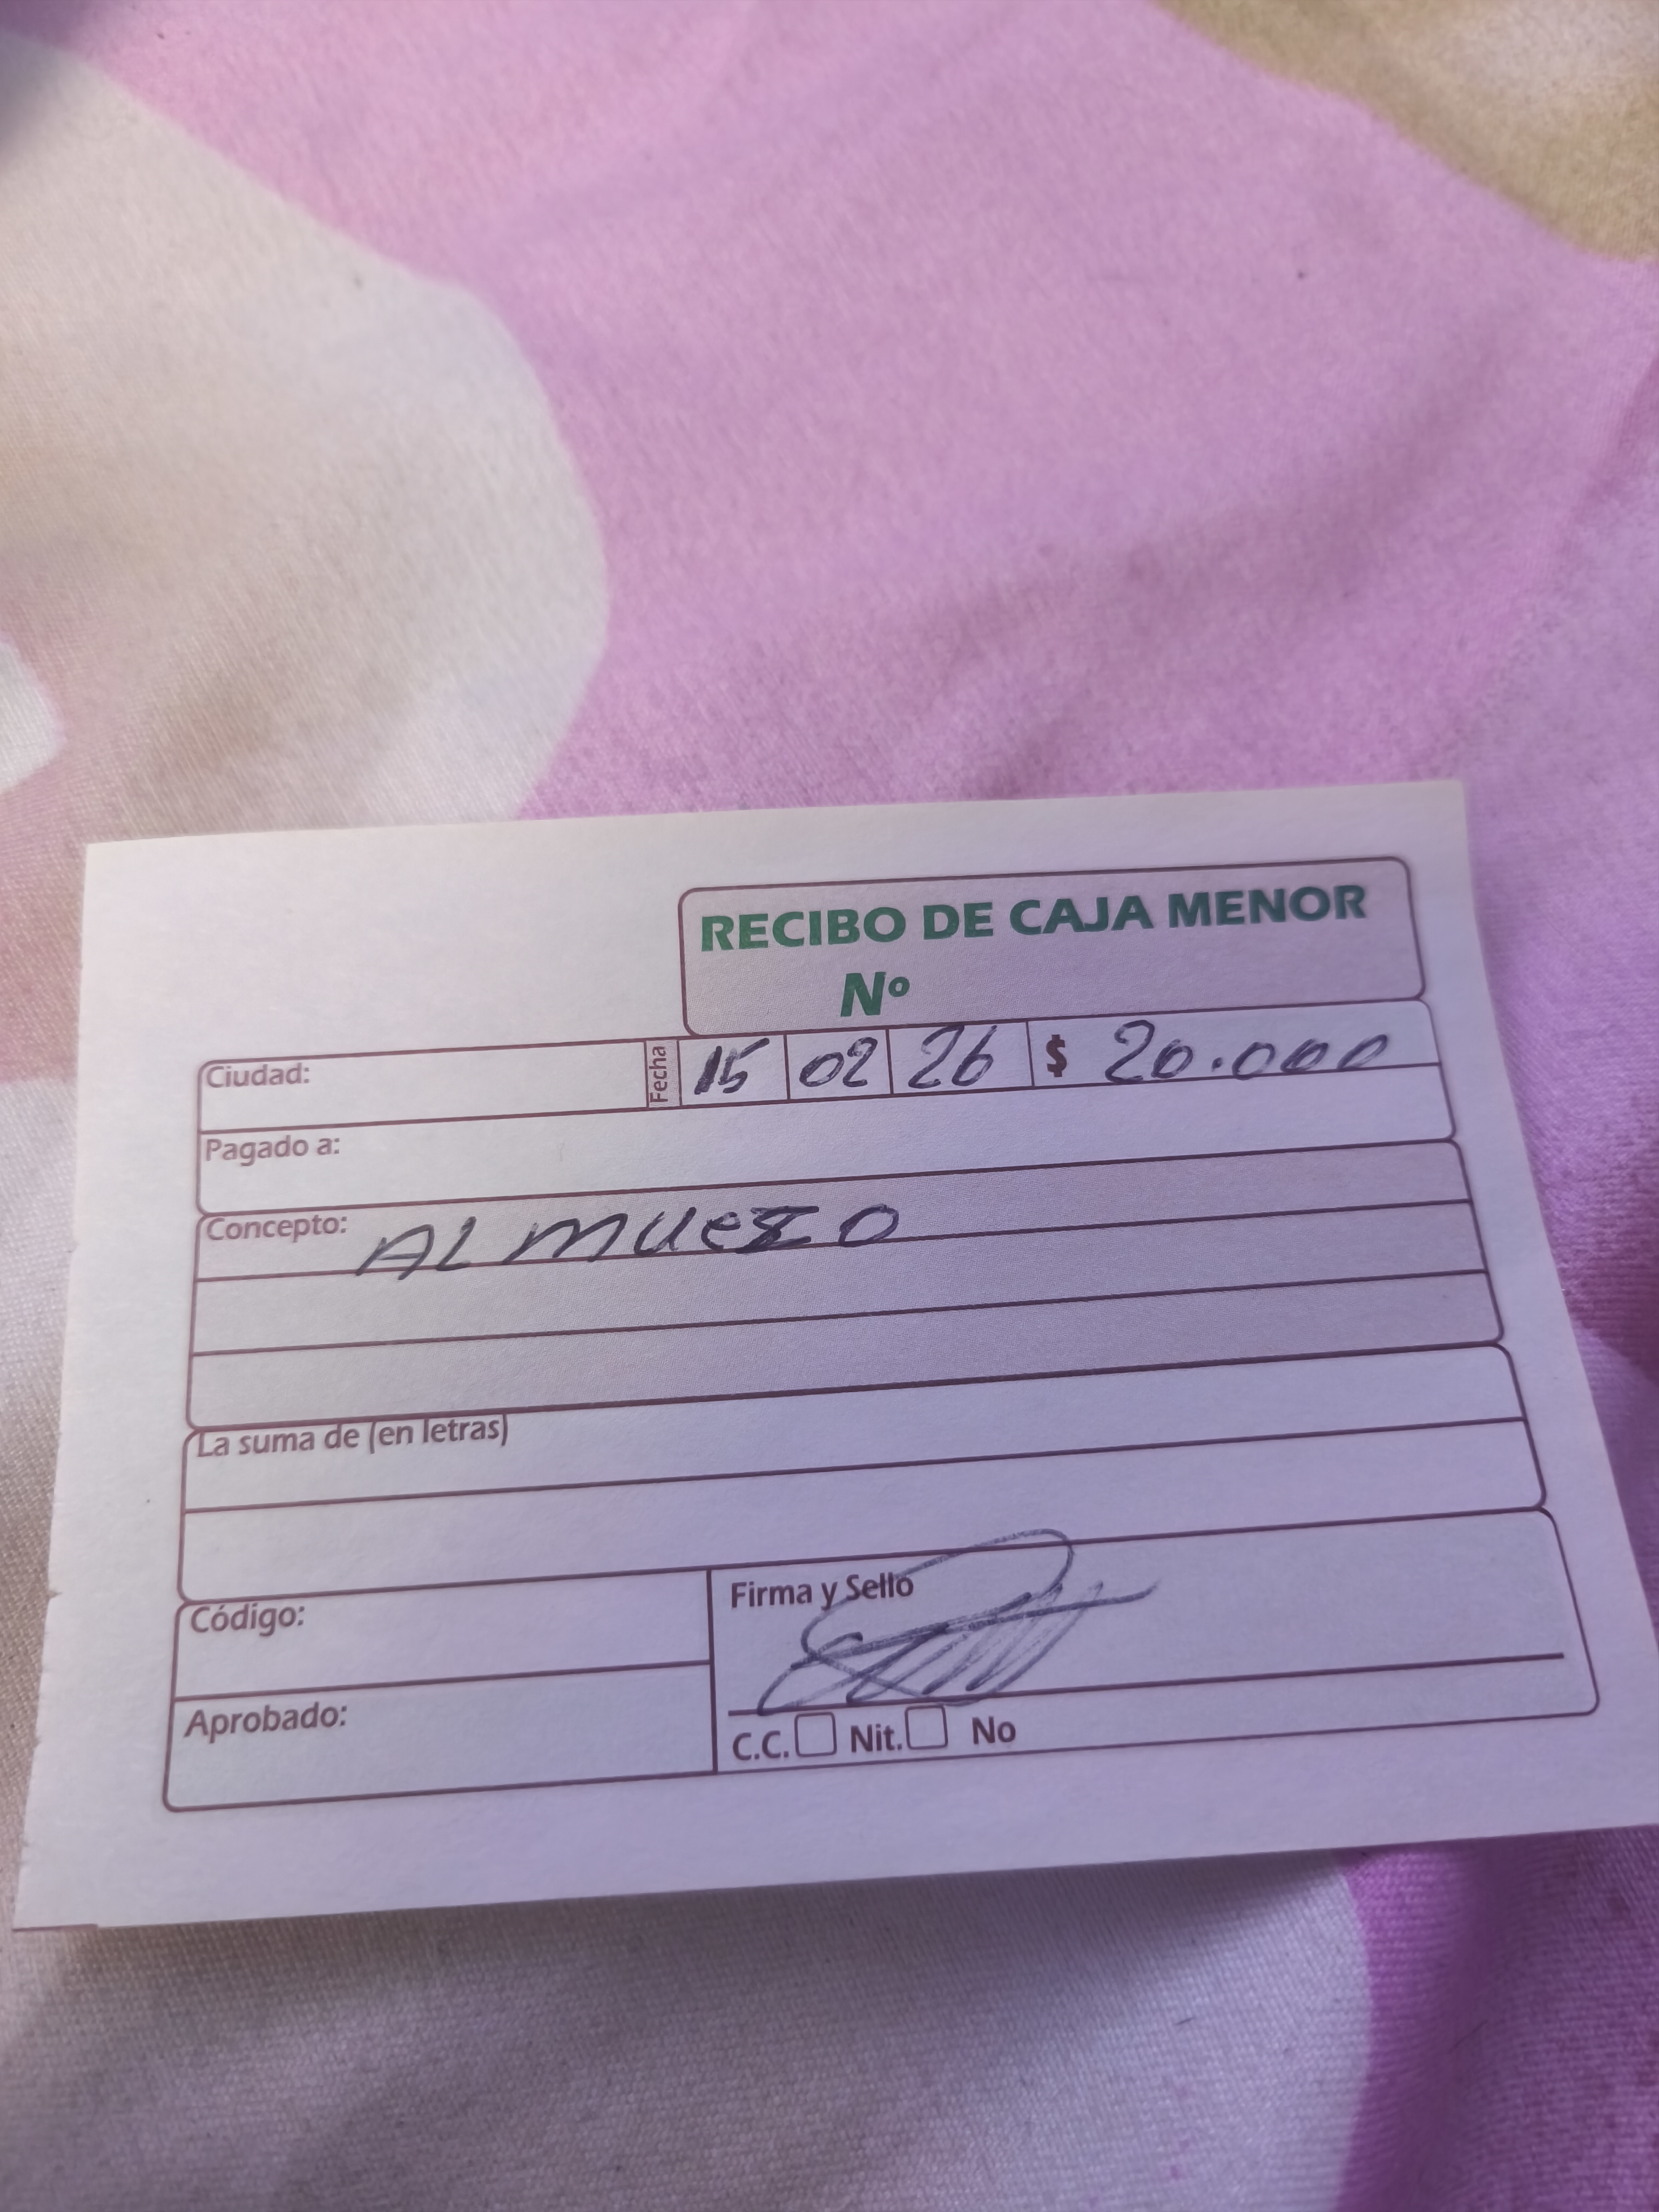 RECIBO DE CAJA MENOR
Nº
Ciudad: Fecha 15 02 26 $ 20.000
Pagado a:
Concepto: ALMUEZO
La suma de (en letras)
Código: Firma y Sello
Aprobado:
C.C. Nit. No